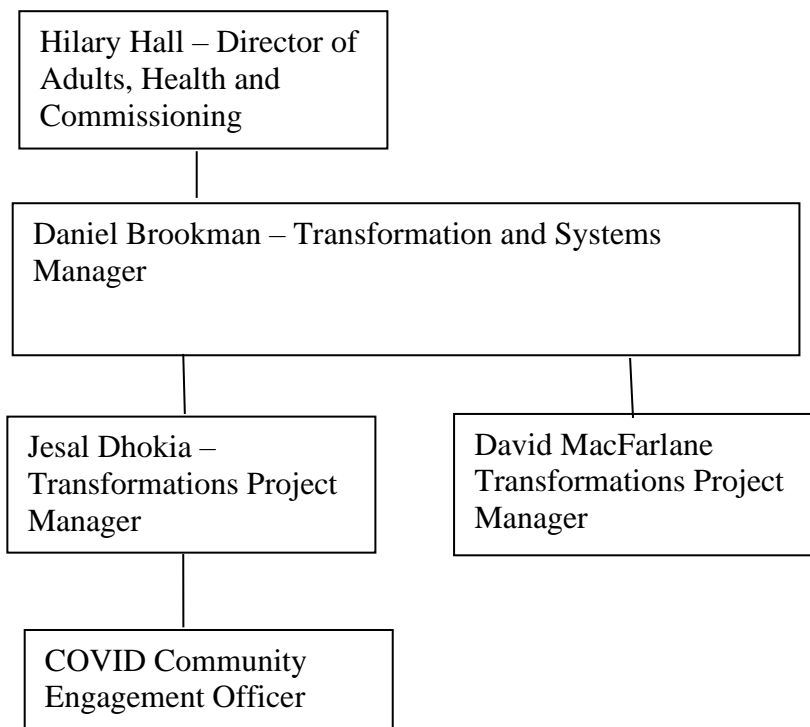 Hilary Hall – Director of
Adults, Health and
Commissioning
Daniel Brookman – Transformation and Systems
Manager
Jesal Dhokia –
Transformations Project
Manager
David MacFarlane
Transformations Project
Manager
COVID Community
Engagement Officer